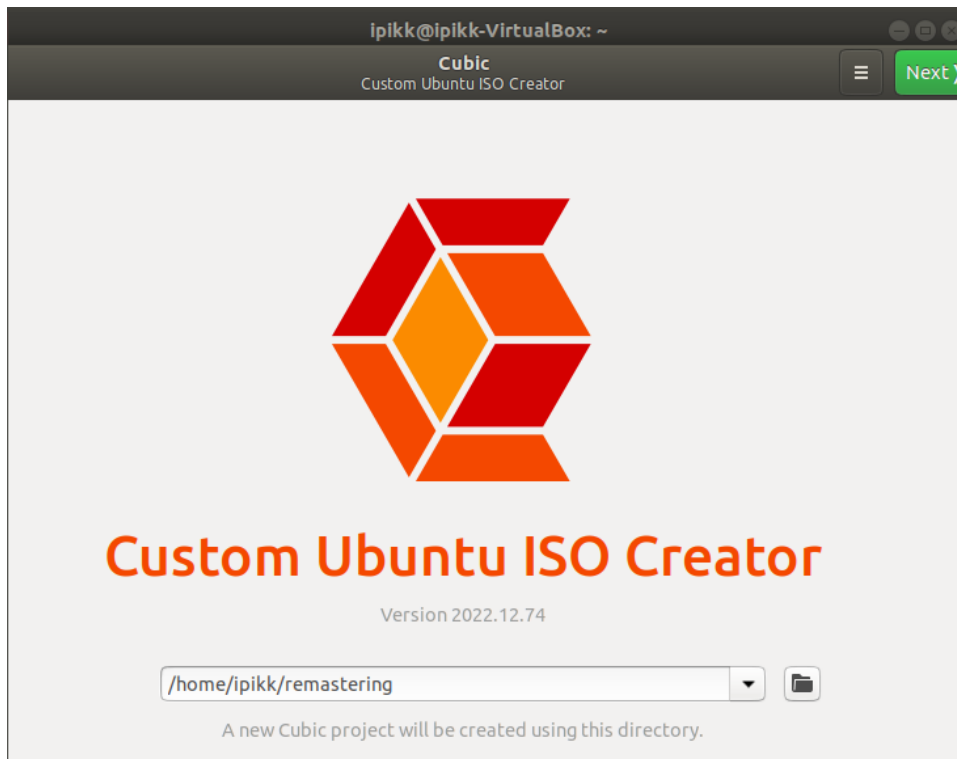 ipikk@ipikk-VirtualBox: ~
Cubic
Custom Ubuntu ISO Creator
Next
Custom Ubuntu ISO Creator
Version 2022.12.74
/home/ipikk/remastering
A new Cubic project will be created using this directory.